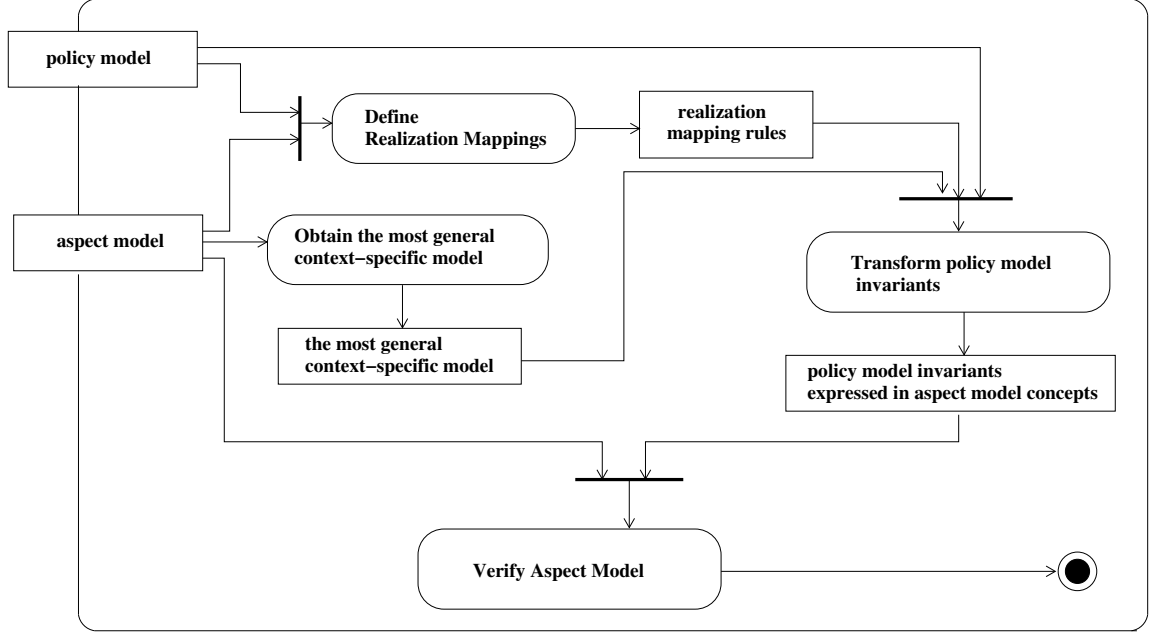 policy model
Define
Realization Mappings
realization
mapping rules
aspect model
Obtain the most general
context−specific model
Transform policy model
invariants
the most general
context−specific model
policy model invariants
expressed in aspect model concepts
Verify Aspect Model